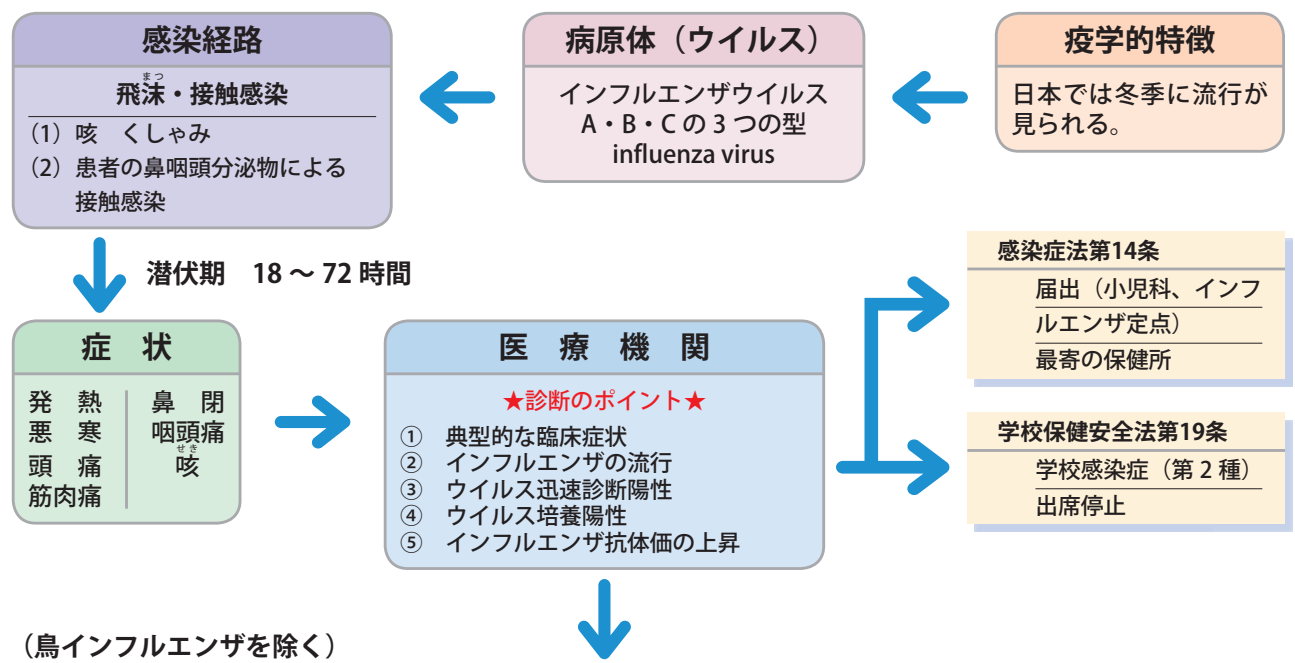 感染経路
飛沫・接触感染
まつ
(1) 咳　くしゃみ
(2) 患者の鼻咽頭分泌物による
接触感染
病原体（ウイルス）
インフルエンザウイルス
A・B・C の 3 つの型
influenza virus
疫学的特徴
日本では冬季に流行が
見られる。
潜伏期　18 ～ 72 時間
症　状
発　熱
悪　寒
頭　痛
筋肉痛
鼻　閉
咽頭痛
せき
咳
医　療　機　関
★診断のポイント★
①　典型的な臨床症状
②　インフルエンザの流行
③　ウイルス迅速診断陽性
④　ウイルス培養陽性
⑤　インフルエンザ抗体価の上昇
感染症法第14条
届出（小児科、インフ
ルエンザ定点）
最寄の保健所
学校保健安全法第19条
学校感染症（第 2 種）
出席停止
（鳥インフルエンザを除く）